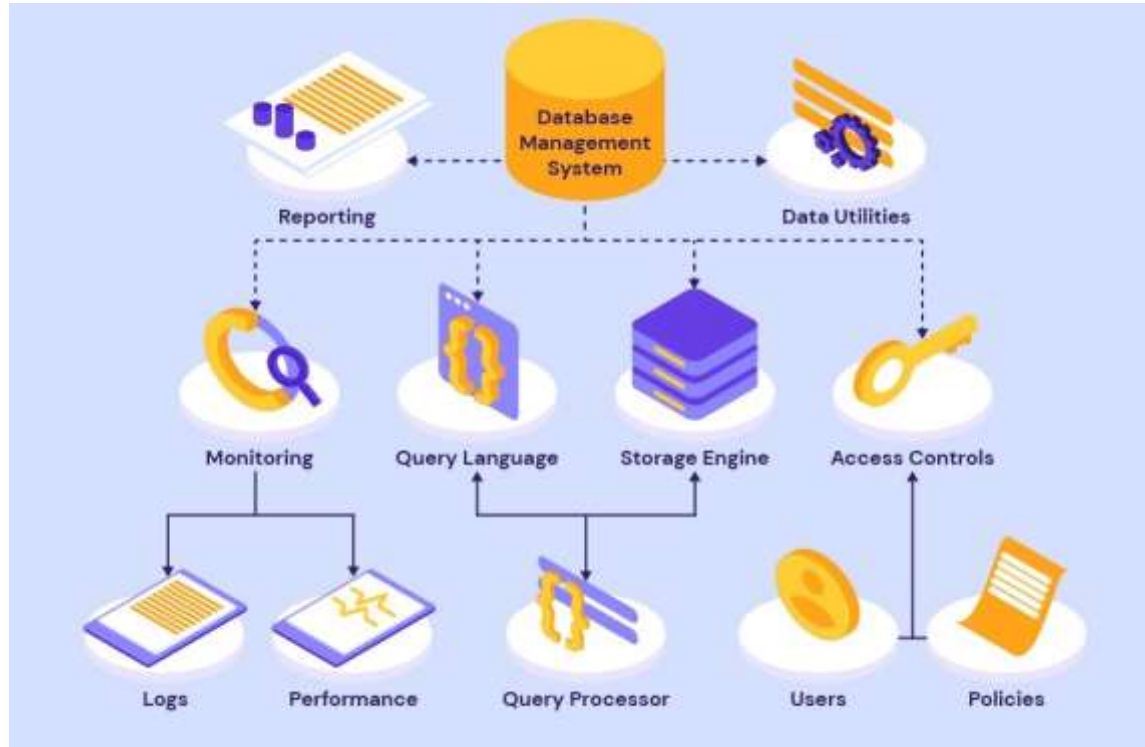 Database
Management
System
Reporting
Data Utilities
Monitoring
Query Language
Storage Engine
Access Controls
Logs
Performance
Query Processor
Users
Policies